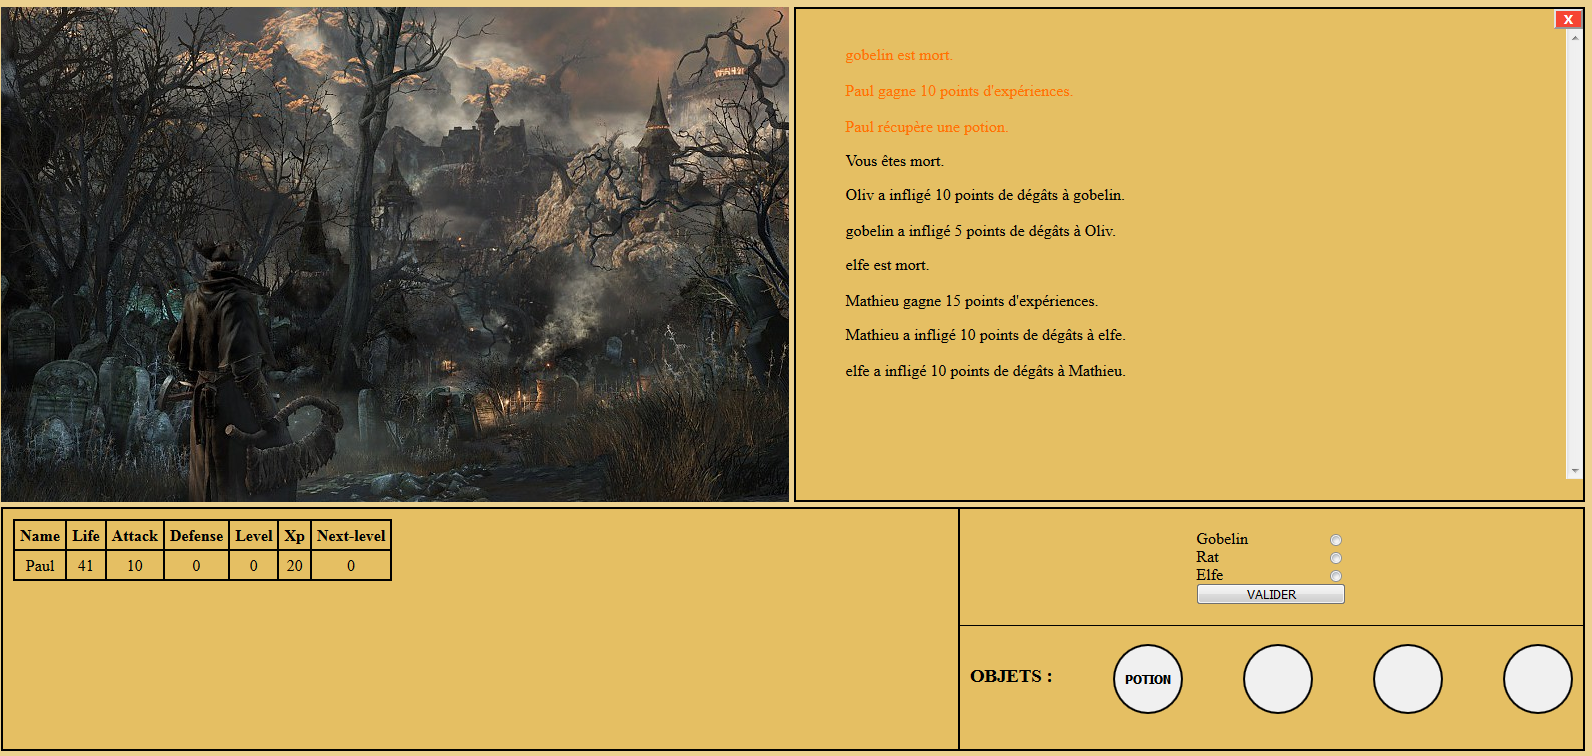 X
gobelin est mort.
Paul gagne 10 points d'expériences.
Paul récupère une potion.
Vous êtes mort.
Oliv a infligé 10 points de dégâts à gobelin.
gobelin a infligé 5 points de dégâts à Oliv.
elfe est mort.
Mathieu gagne 15 points d'expériences.
Mathieu a infligé 10 points de dégâts à elfe.
elfe a infligé 10 points de dégâts à Mathieu.
Name Life Attack Defense Level Xp Next-level
Paul 41 10 0 0 20 0
Gobelin
Rat
Elfe
VALIDER
OBJETS : POTION